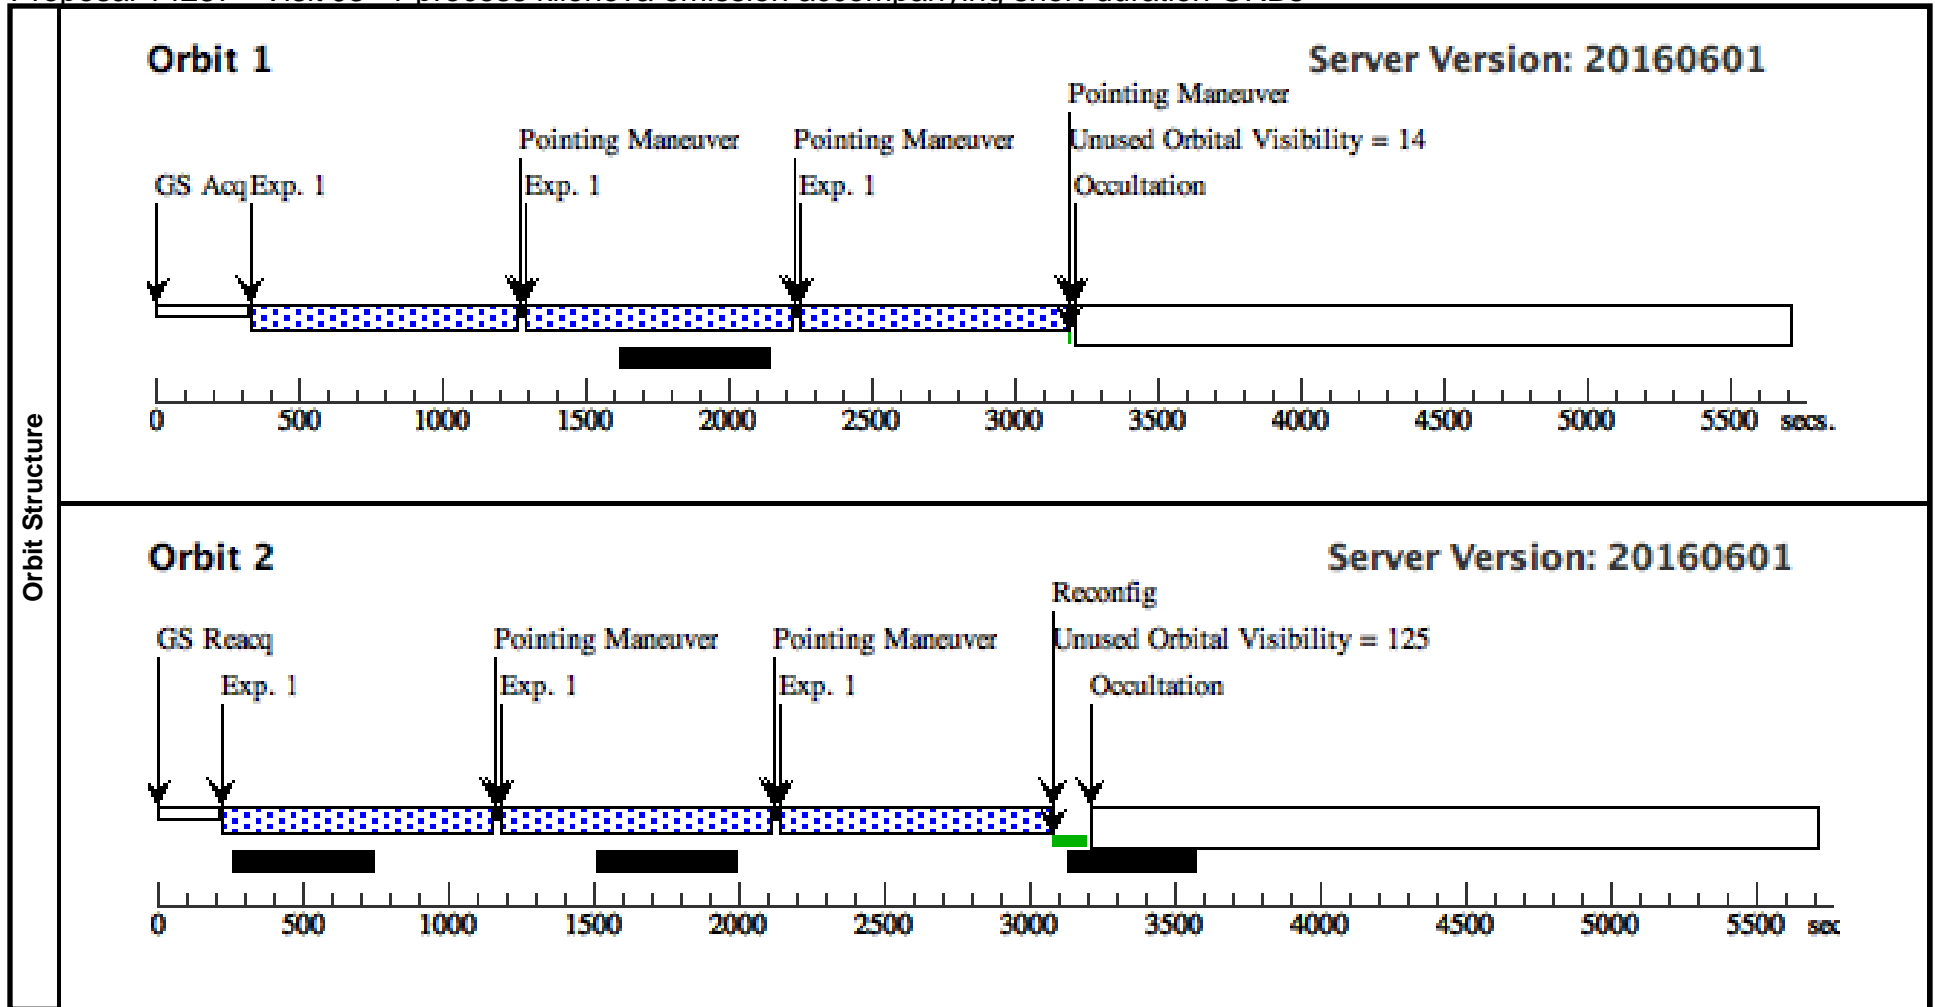 Orbit Structure
Orbit 1
Server Version: 20160601
Pointing Maneuver
Pointing Maneuver Pointing Maneuver Unused Orbital Visibility = 14
GS Acq Exp. 1 Exp. 1 Exp. 1 Occultation
0 500 1000 1500 2000 2500 3000 3500 4000 4500 5000 5500 secs.
Orbit 2
Server Version: 20160601
Reconfig
GS Reacq Pointing Maneuver Pointing Maneuver Unused Orbital Visibility = 125
Exp. 1 Exp. 1 Exp. 1 Occultation
0 500 1000 1500 2000 2500 3000 3500 4000 4500 5000 5500 sec